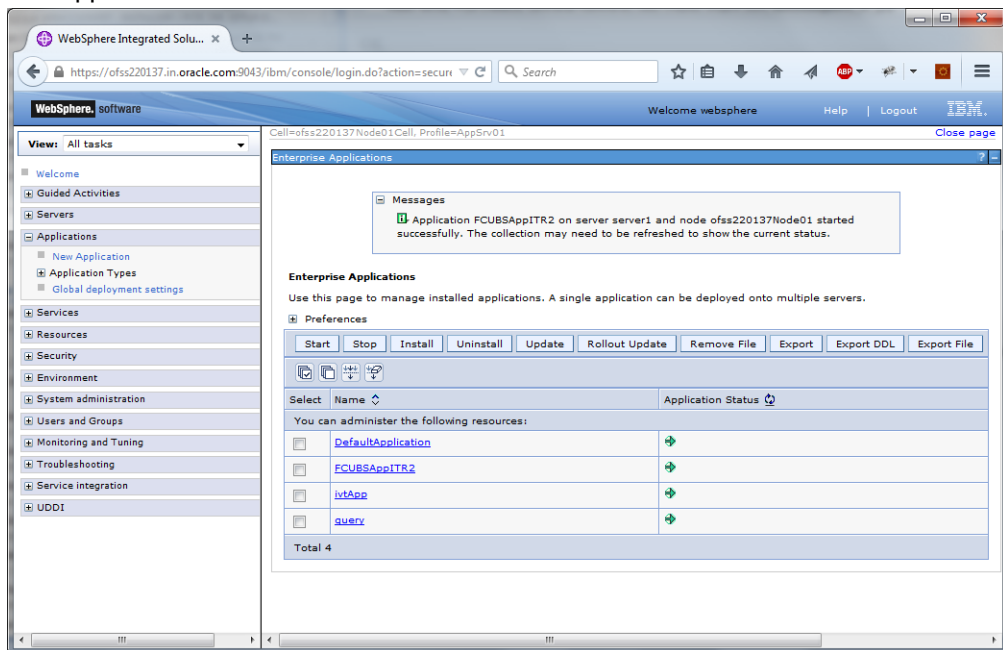 WebSphere Integrated Solu... × +
https://ofss220137.in.oracle.com:9043/ibm/console/login.do?action=secure
Search
ABP
WebSphere. software
Welcome websphere Help | Logout IBM.
View: All tasks
Cell=ofss220137Node01Cell, Profile=AppSrv01 Close page
Welcome
Guided Activities
Servers
Applications
New Application
Application Types
Global deployment settings
Services
Resources
Security
Environment
System administration
Users and Groups
Monitoring and Tuning
Troubleshooting
Service integration
UDDI
Enterprise Applications ? -
Messages
Application FCUBSAppITR2 on server server1 and node ofss220137Node01 started
successfully. The collection may need to be refreshed to show the current status.
Enterprise Applications
Use this page to manage installed applications. A single application can be deployed onto multiple servers.
Preferences
Start Stop Install Uninstall Update Rollout Update Remove File Export Export DDL Export File
Select Name Application Status
You can administer the following resources:
DefaultApplication
FCUBSAppITR2
ivtApp
query
Total 4